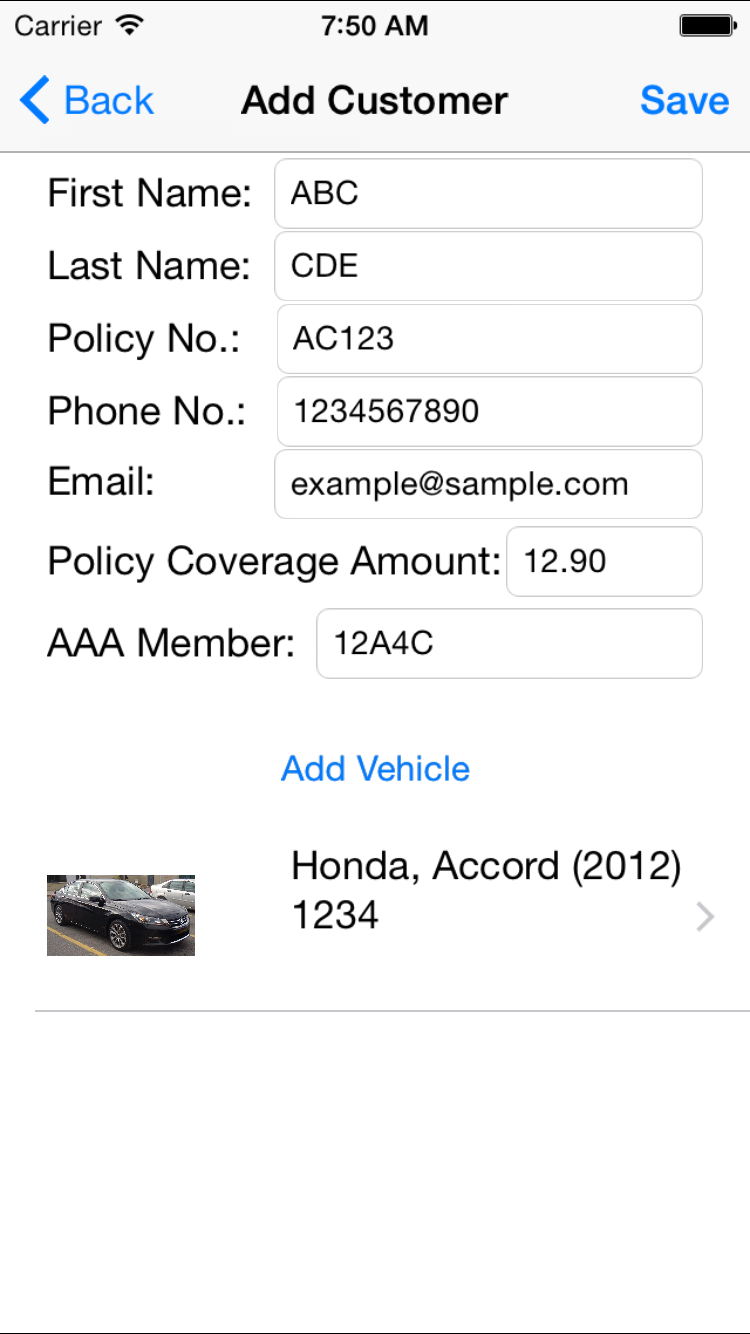 Carrier 7:50 AM
Back Add Customer Save
First Name: ABC
Last Name: CDE
Policy No.: AC123
Phone No.: 1234567890
Email: example@sample.com
Policy Coverage Amount: 12.90
AAA Member: 12A4C
Add Vehicle
Honda, Accord (2012)
1234